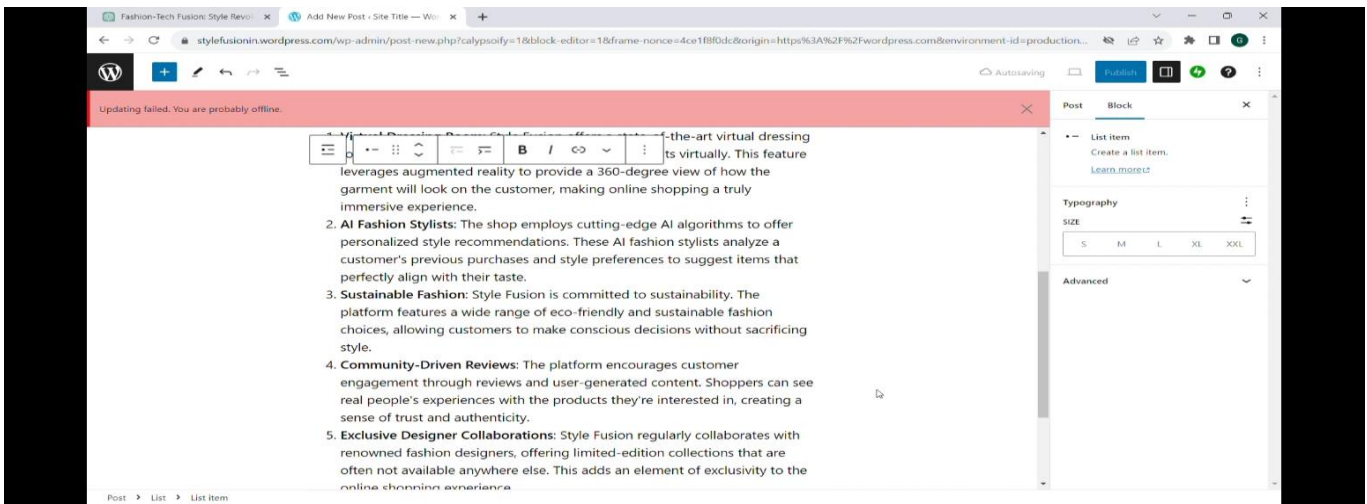 Fashion-Tech Fusion: Style Revol
Add New Post ‹ Site Title — Wo
stylefusionin.wordpress.com/wp-admin/post-new.php?calypsoify=1&block-editor=1&frame-nonce=4ce1f8f0dc&origin=https%3A%2F%2Fwordpress.com&environment-id=production...
G
Autosaving
Publish
Updating failed. You are probably offline.
Post Block
List item
Create a list item.
Learn more
Typography
SIZE
S M L XL XXL
Advanced
-the-art virtual dressing
B I
ts virtually. This feature
leverages augmented reality to provide a 360-degree view of how the
garment will look on the customer, making online shopping a truly
immersive experience.
2. AI Fashion Stylists: The shop employs cutting-edge AI algorithms to offer
personalized style recommendations. These AI fashion stylists analyze a
customer's previous purchases and style preferences to suggest items that
perfectly align with their taste.
3. Sustainable Fashion: Style Fusion is committed to sustainability. The
platform features a wide range of eco-friendly and sustainable fashion
choices, allowing customers to make conscious decisions without sacrificing
style.
4. Community-Driven Reviews: The platform encourages customer
engagement through reviews and user-generated content. Shoppers can see
real people's experiences with the products they're interested in, creating a
sense of trust and authenticity.
5. Exclusive Designer Collaborations: Style Fusion regularly collaborates with
renowned fashion designers, offering limited-edition collections that are
often not available anywhere else. This adds an element of exclusivity to the
online shopping experience
Post > List > List item